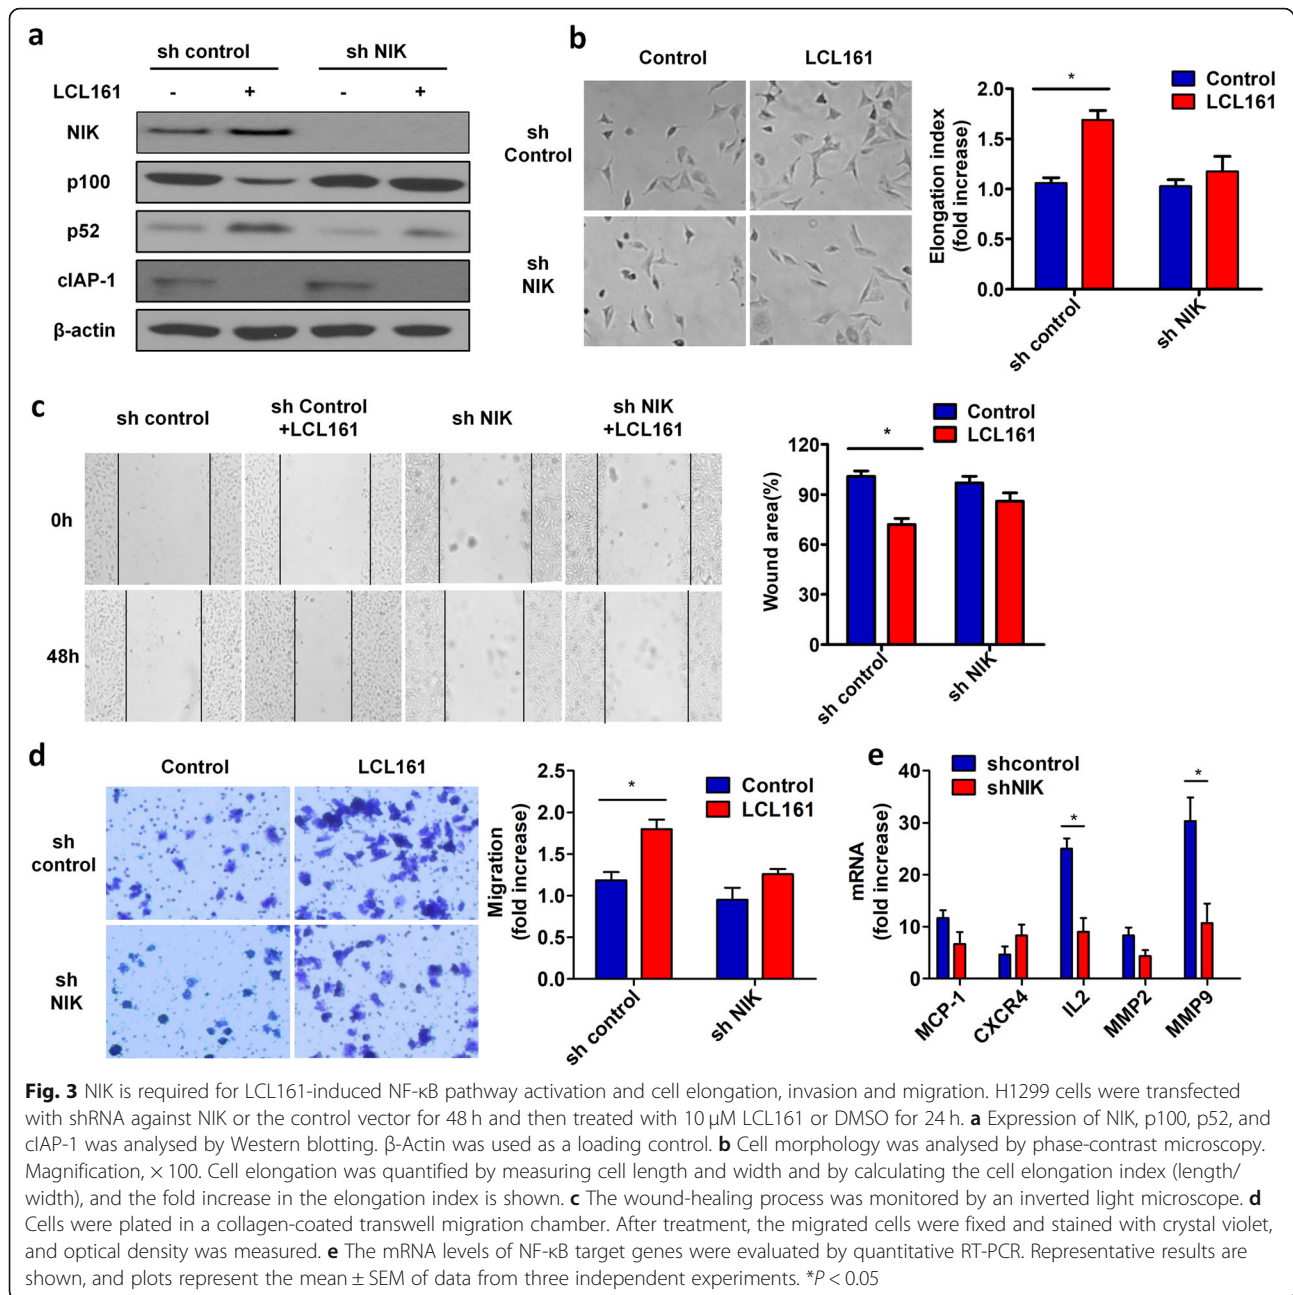 a
sh control sh NIK
LCL161 - + - +
NIK
p100
p52
cIAP-1
β-actin
b
Control LCL161
sh
Control
sh
NIK
Control
LCL161
*
Elongation index
(fold increase)
2.0
1.5
1.0
0.5
0.0
sh control
sh NIK
c
sh control
sh Control
+LCL161
sh NIK
sh NIK
+LCL161
0h
48h
Control
LCL161
*
Wound area(%)
120
90
60
30
0
sh control
sh NIK
d
Control LCL161
sh
control
sh
NIK
Control
LCL161
*
Migration
(fold increase)
2.5
2.0
1.5
1.0
0.5
0.0
sh control
sh NIK
e
shcontrol
shNIK
*
*
mRNA
(fold increase)
40
30
20
10
0
MCP-1
CXCR4
IL2
MMP2
MMP9
Fig. 3 NIK is required for LCL161-induced NF-κB pathway activation and cell elongation, invasion and migration. H1299 cells were transfected
with shRNA against NIK or the control vector for 48 h and then treated with 10 μM LCL161 or DMSO for 24 h. a Expression of NIK, p100, p52, and
cIAP-1 was analysed by Western blotting. β-Actin was used as a loading control. b Cell morphology was analysed by phase-contrast microscopy.
Magnification, × 100. Cell elongation was quantified by measuring cell length and width and by calculating the cell elongation index (length/
width), and the fold increase in the elongation index is shown. c The wound-healing process was monitored by an inverted light microscope. d
Cells were plated in a collagen-coated transwell migration chamber. After treatment, the migrated cells were fixed and stained with crystal violet,
and optical density was measured. e The mRNA levels of NF-κB target genes were evaluated by quantitative RT-PCR. Representative results are
shown, and plots represent the mean ± SEM of data from three independent experiments. *P < 0.05